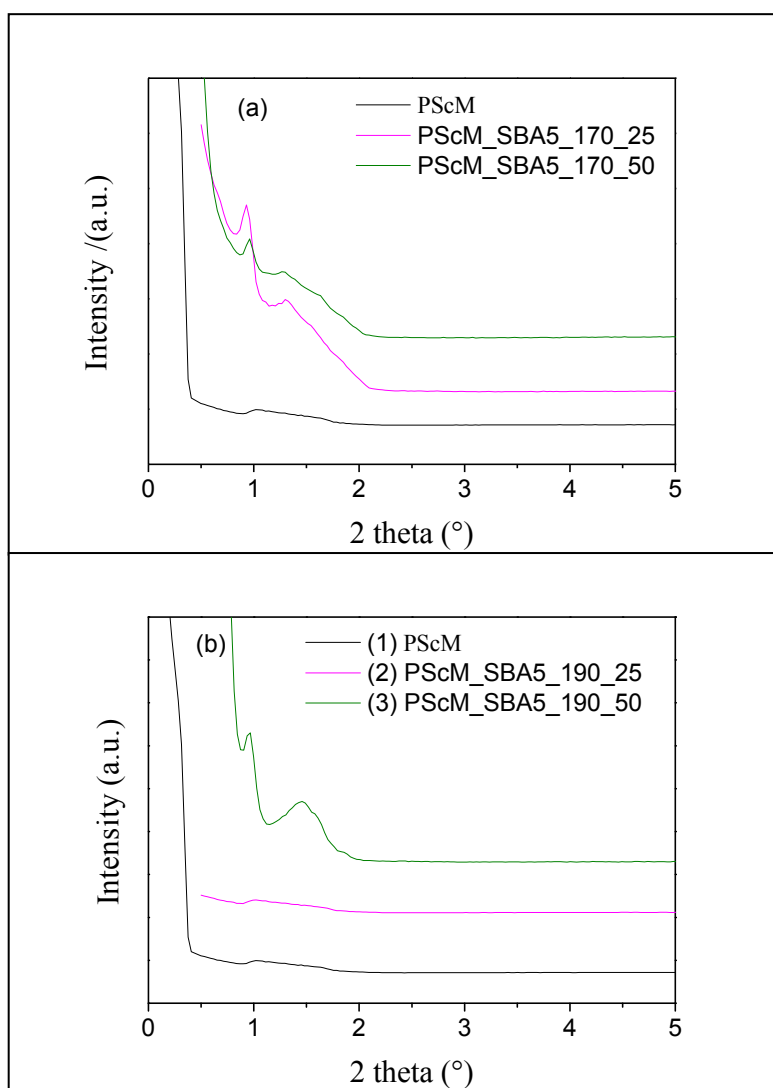 (a)
PScM
PScM_SBA5_170_25
PScM_SBA5_170_50
Intensity /(a.u.)
0 1 2 3 4 5
2 theta (°)
(b)
(1) PScM
(2) PScM_SBA5_190_25
(3) PScM_SBA5_190_50
Intensity (a.u.)
0 1 2 3 4 5
2 theta (°)